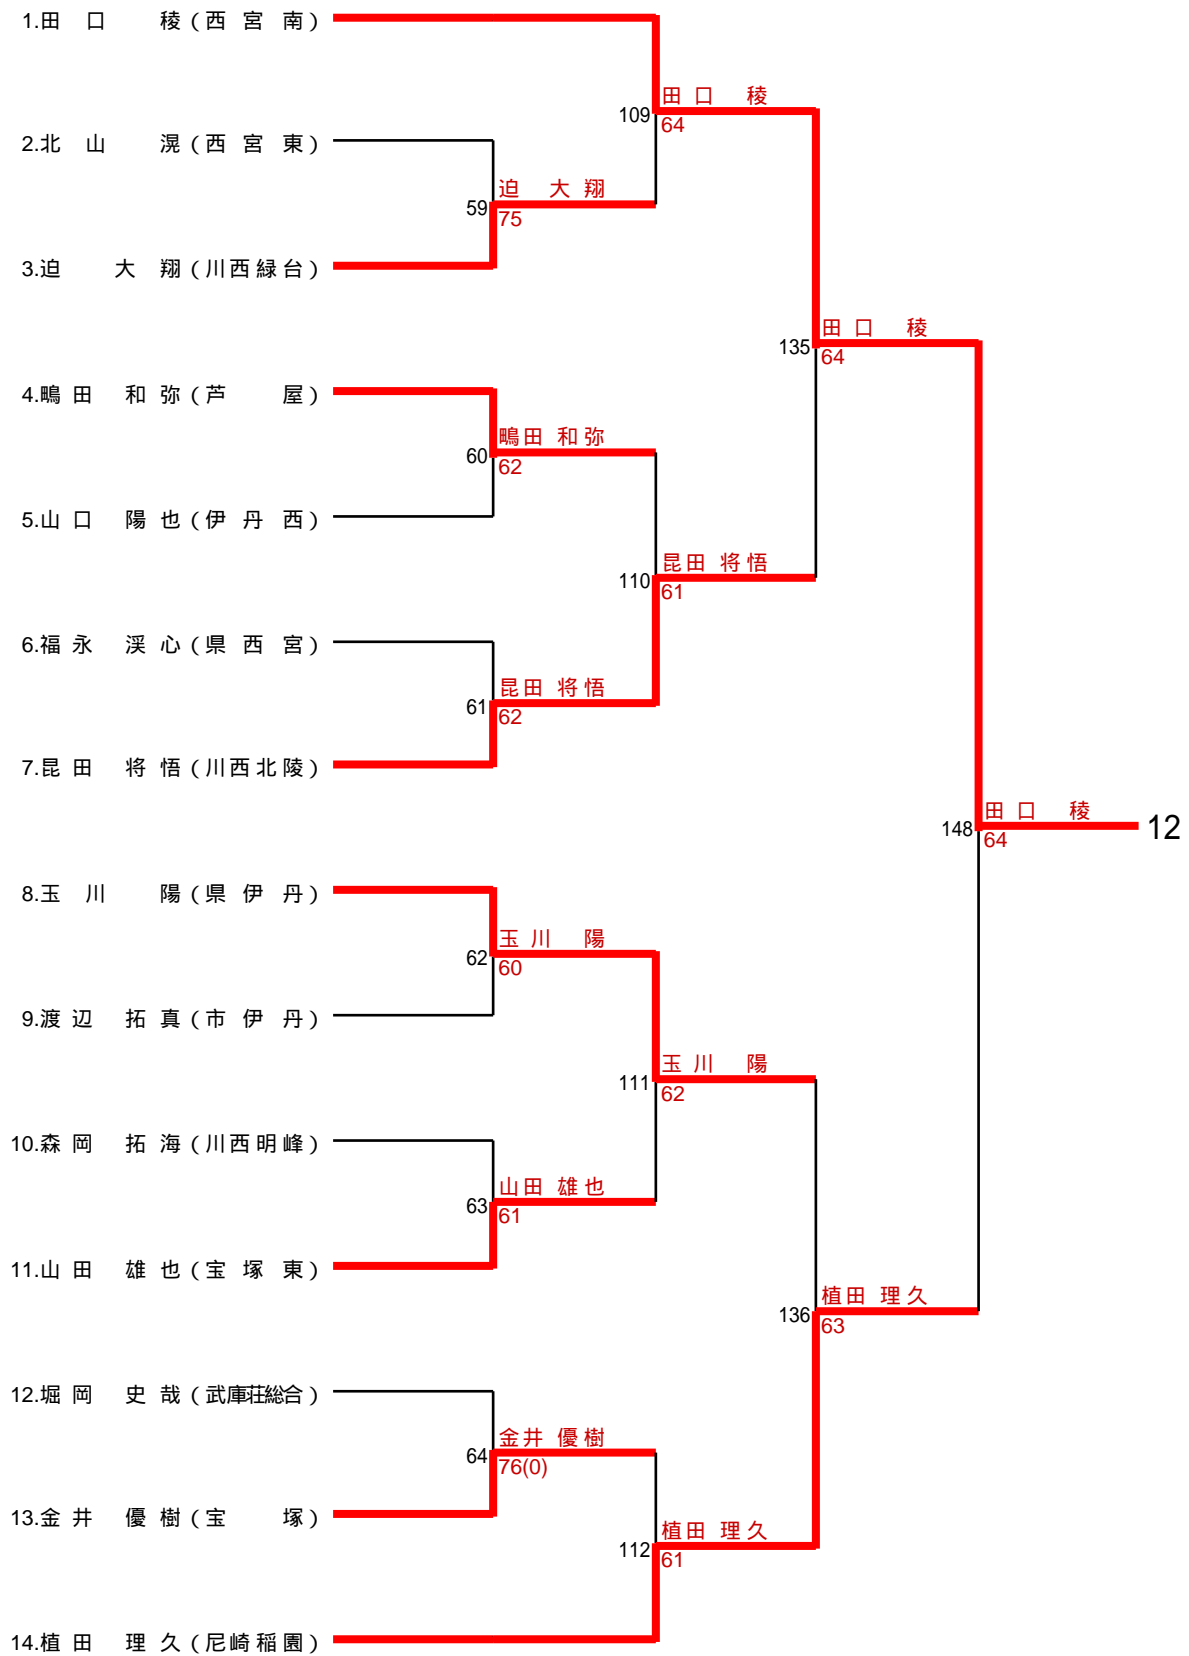 1.田 口 稜 (西 宮 南)
田 口 稜
109
64
2.北 山 滉 (西 宮 東)
迫 大 翔
59
75
3.迫 大 翔 (川西緑台)
田 口 稜
135
64
4.鴫 田 和 弥 (芦 屋)
鴫田 和弥
60
62
5.山 口 陽 也 (伊 丹 西)
昆田 将悟
110
61
6.福 永 渓 心 (県 西 宮)
昆田 将悟
61
62
7.昆 田 将 悟 (川西北陵)
田 口 稜
148
64
12
8.玉 川 陽 (県 伊 丹)
玉 川 陽
62
60
9.渡 辺 拓 真 (市 伊 丹)
玉 川 陽
111
62
10.森 岡 拓 海 (川西明峰)
山田 雄也
63
61
11.山 田 雄 也 (宝 塚 東)
植田 理久
136
63
12.堀 岡 史 哉 (武庫荘総合)
金井 優樹
64
76(0)
13.金 井 優 樹 (宝 塚)
植田 理久
112
61
14.植 田 理 久 (尼崎稲園)